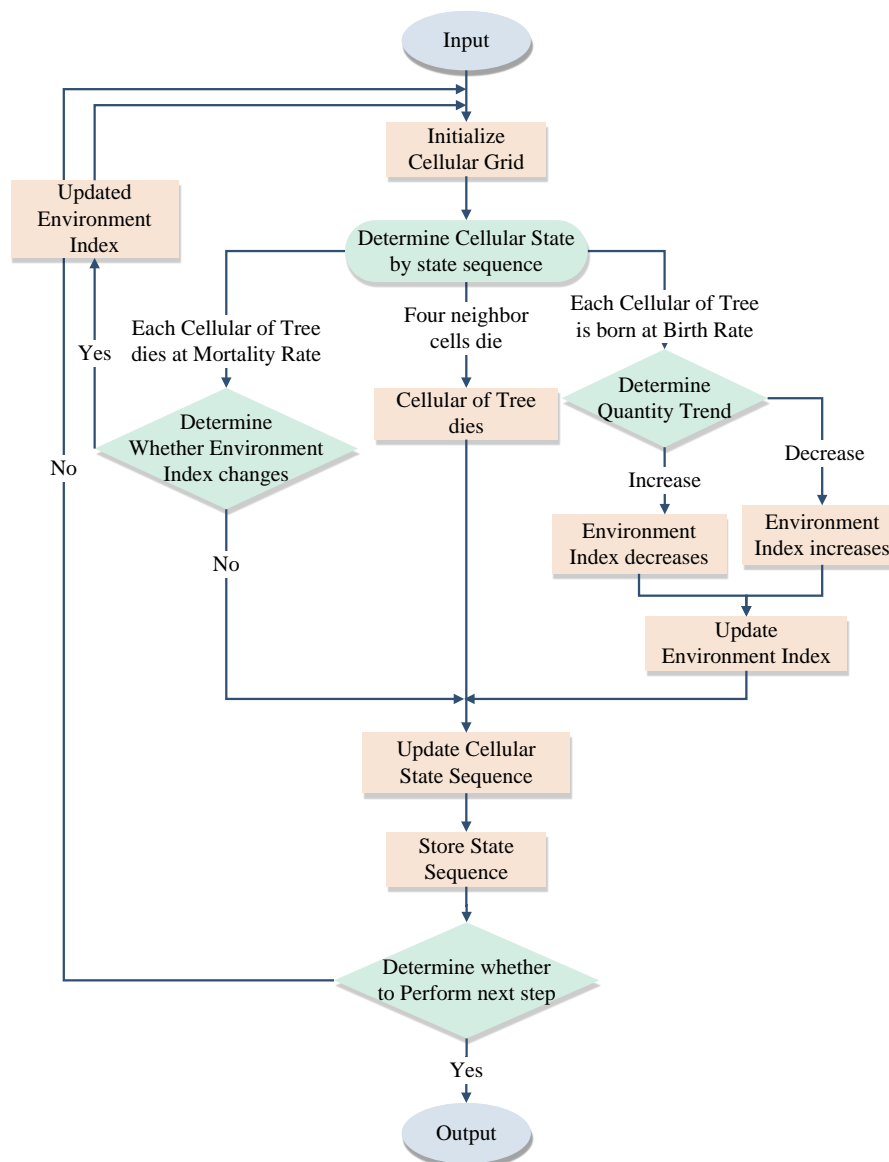 Input
Initialize
Cellular Grid
Updated
Environment
Index
Determine Cellular State
by state sequence
Each Cellular of Tree
dies at Mortality Rate
Four neighbor
cells die
Each Cellular of Tree
is born at Birth Rate
Yes
Determine
Whether Environment
Index changes
Cellular of Tree
dies
Determine
Quantity Trend
No
Increase
Decrease
Environment
Index decreases
Environment
Index increases
No
Update
Environment Index
Update Cellular
State Sequence
Store State
Sequence
Determine whether
to Perform next step
Yes
Output